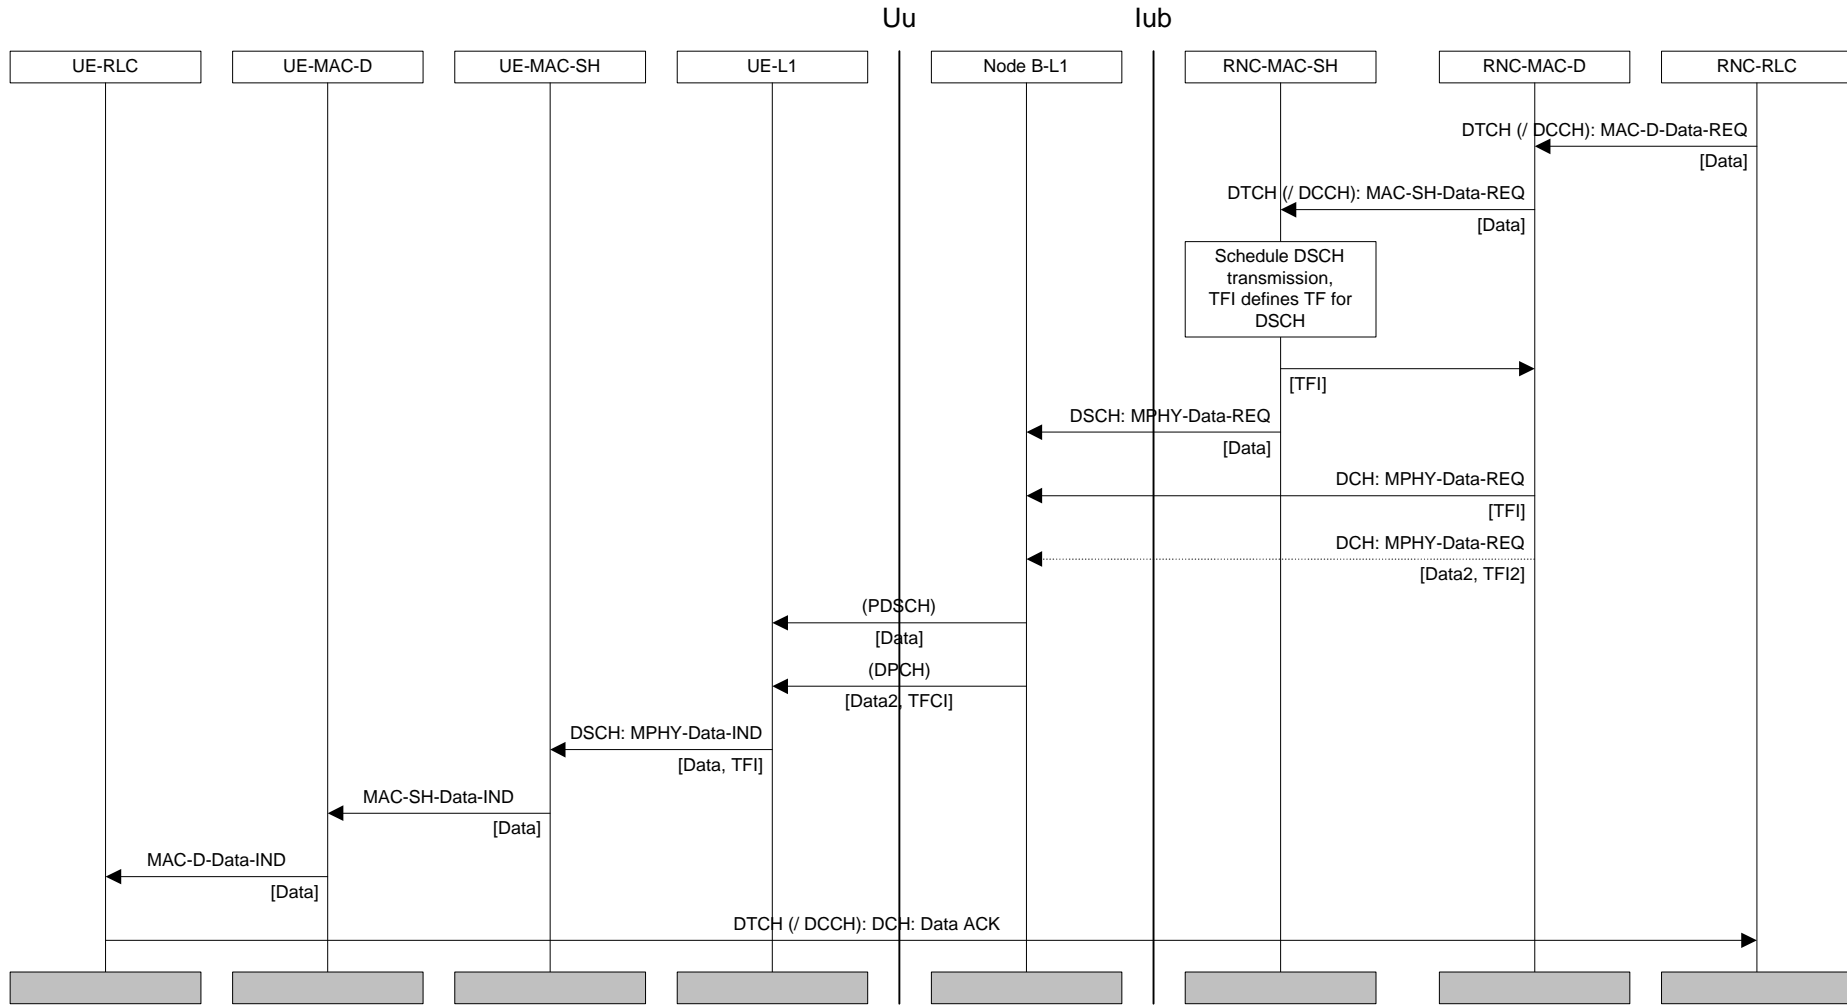 Uu
Iub
UE-RLC
UE-MAC-D
UE-MAC-SH
UE-L1
Node B-L1
RNC-MAC-SH
RNC-MAC-D
RNC-RLC
DTCH (/ DCCH): MAC-D-Data-REQ
[Data]
DTCH (/ DCCH): MAC-SH-Data-REQ
[Data]
Schedule DSCH
transmission,
TFI defines TF for
DSCH
[TFI]
DSCH: MPHY-Data-REQ
[Data]
DCH: MPHY-Data-REQ
[TFI]
DCH: MPHY-Data-REQ
[Data2, TFI2]
(PDSCH)
[Data]
(DPCH)
[Data2, TFCI]
DSCH: MPHY-Data-IND
[Data, TFI]
MAC-SH-Data-IND
[Data]
MAC-D-Data-IND
[Data]
DTCH (/ DCCH): DCH: Data ACK